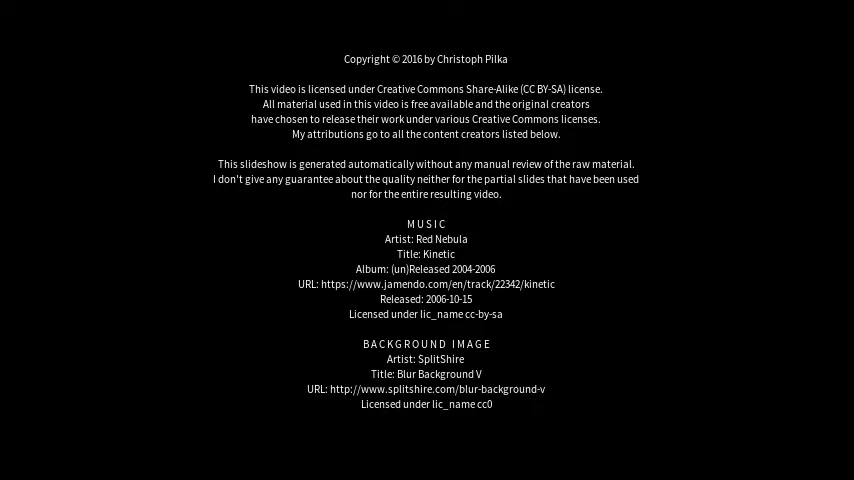 Copyright © 2016 by Christoph Pilka
This video is licensed under Creative Commons Share-Alike (CC BY-SA) license.
All material used in this video is free available and the original creators
have chosen to release their work under various Creative Commons licenses.
My attributions go to all the content creators listed below.
This slideshow is generated automatically without any manual review of the raw material.
I don't give any guarantee about the quality neither for the partial slides that have been used
nor for the entire resulting video.
MUSIC
Artist: Red Nebula
Title: Kinetic
Album: (un)Released 2004-2006
URL: https://www.jamendo.com/en/track/22342/kinetic
Released: 2006-10-15
Licensed under lic_name cc-by-sa
BACKGROUND IMAGE
Artist: SplitShire
Title: Blur Background V
URL: http://www.splitshire.com/blur-background-v
Licensed under lic_name cc0